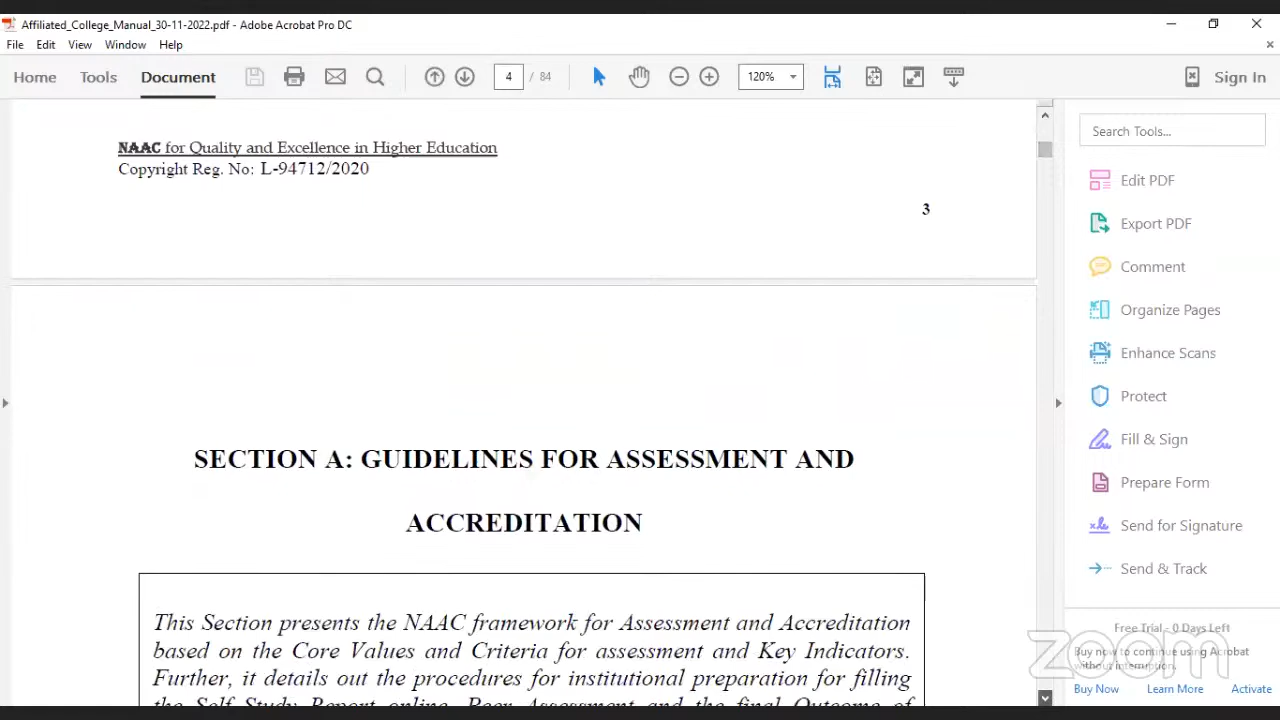 Affiliated_College_Manual_30-11-2022.pdf - Adobe Acrobat Pro DC
File Edit View Window Help
Home Tools Document 4 / 84 120% Sign In
NAAC for Quality and Excellence in Higher Education
Copyright Reg. No: L-94712/2020
3
SECTION A: GUIDELINES FOR ASSESSMENT AND
ACCREDITATION
This Section presents the NAAC framework for Assessment and Accreditation
based on the Core Values and Criteria for assessment and Key Indicators.
Further, it details out the procedures for institutional preparation for filling
the Self Study Report online, Peer Assessment and the final Outcome of
Search Tools...
Edit PDF
Export PDF
Comment
Organize Pages
Enhance Scans
Protect
Fill & Sign
Prepare Form
Send for Signature
Send & Track
Free Trial - 0 Days Left
Buy now to continue using Acrobat
without interruption.
Buy Now Learn More Activate
zoom